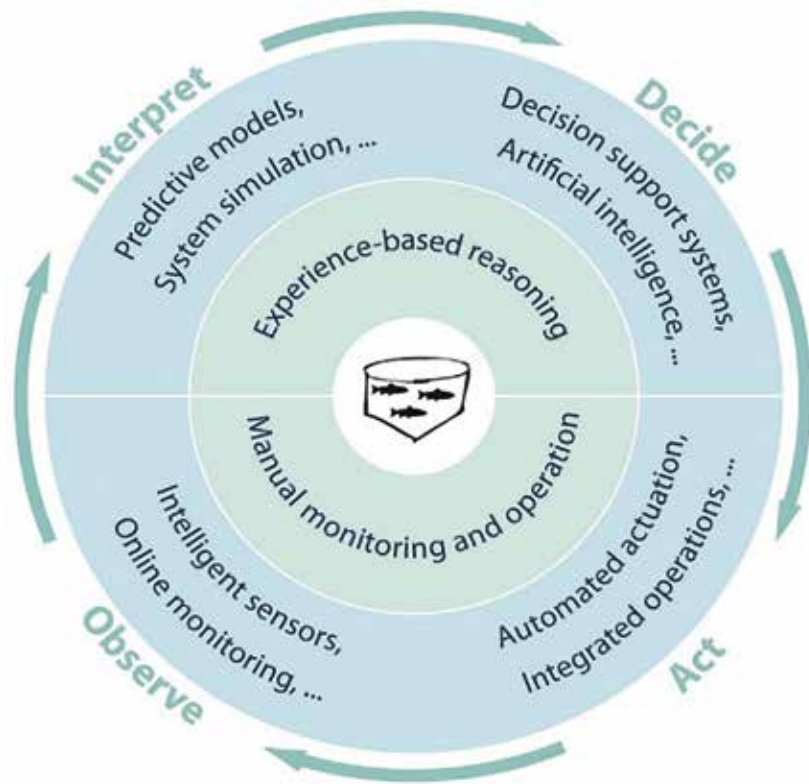 Interpret
Predictive models,
System simulation, ...
Decide
Decision support systems,
Artificial intelligence, ...
Experience-based reasoning
Manual monitoring and operation
Intelligent sensors,
Online monitoring, ...
Observe
Automated actuation,
Integrated operations, ...
Act